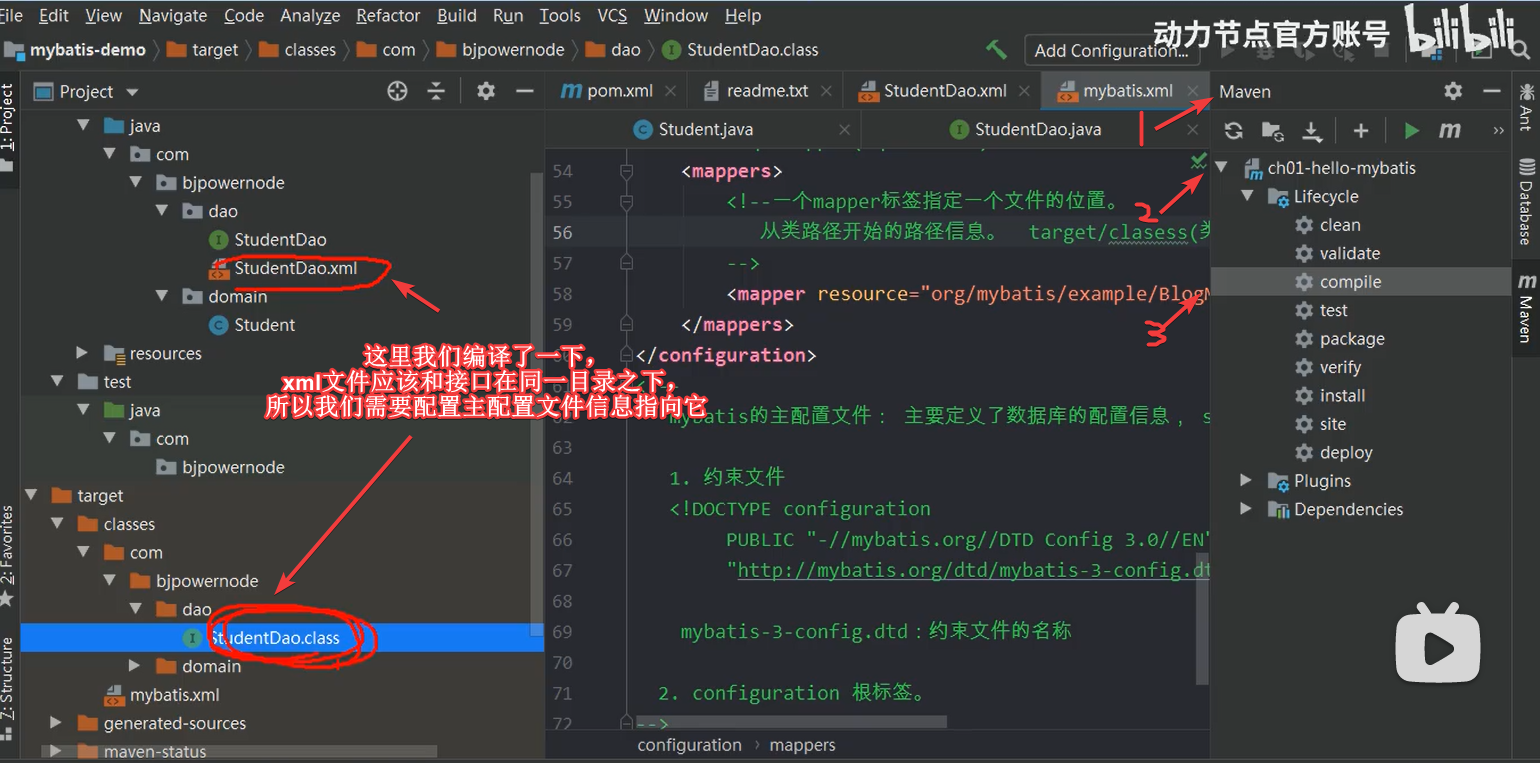 File Edit View Navigate Code Analyze Refactor Build Run Tools VCS Window Help
mybatis-demo target classes com bjpowernode dao StudentDao.class
Add Configuration...
动力节点官方账号 bilibili
Project
pom.xml readme.txt StudentDao.xml mybatis.xml
Student.java StudentDao.java
1: Project
2: Favorites
7: Structure
java
com
bjpowernode
dao
StudentDao
StudentDao.xml
domain
Student
resources
test
java
com
bjpowernode
target
classes
com
bjpowernode
dao
StudentDao.class
domain
mybatis.xml
generated-sources
maven-status
这里我们编译了一下，
xml文件应该和接口在同一目录之下，
所以我们需要配置主配置文件信息指向它
54 <mappers>
55 <!--一个mapper标签指定一个文件的位置。
56 从类路径开始的路径信息。 target/clasess(
57 -->
58 <mapper resource="org/mybatis/example/Blog
59 </mappers>
</configuration>
62 mybatis的主配置文件： 主要定义了数据库的配置信息，
63
64 1. 约束文件
65 <!DOCTYPE configuration
66 PUBLIC "-//mybatis.org//DTD Config 3.0//EN"
67 "http://mybatis.org/dtd/mybatis-3-config.dt
68
69 mybatis-3-config.dtd：约束文件的名称
70
71 2. configuration 根标签。
72 -->
configuration › mappers
1
2
3
Maven
m
ch01-hello-mybatis
Lifecycle
clean
validate
compile
test
package
verify
install
site
deploy
Plugins
Dependencies
Ant
Database
Maven